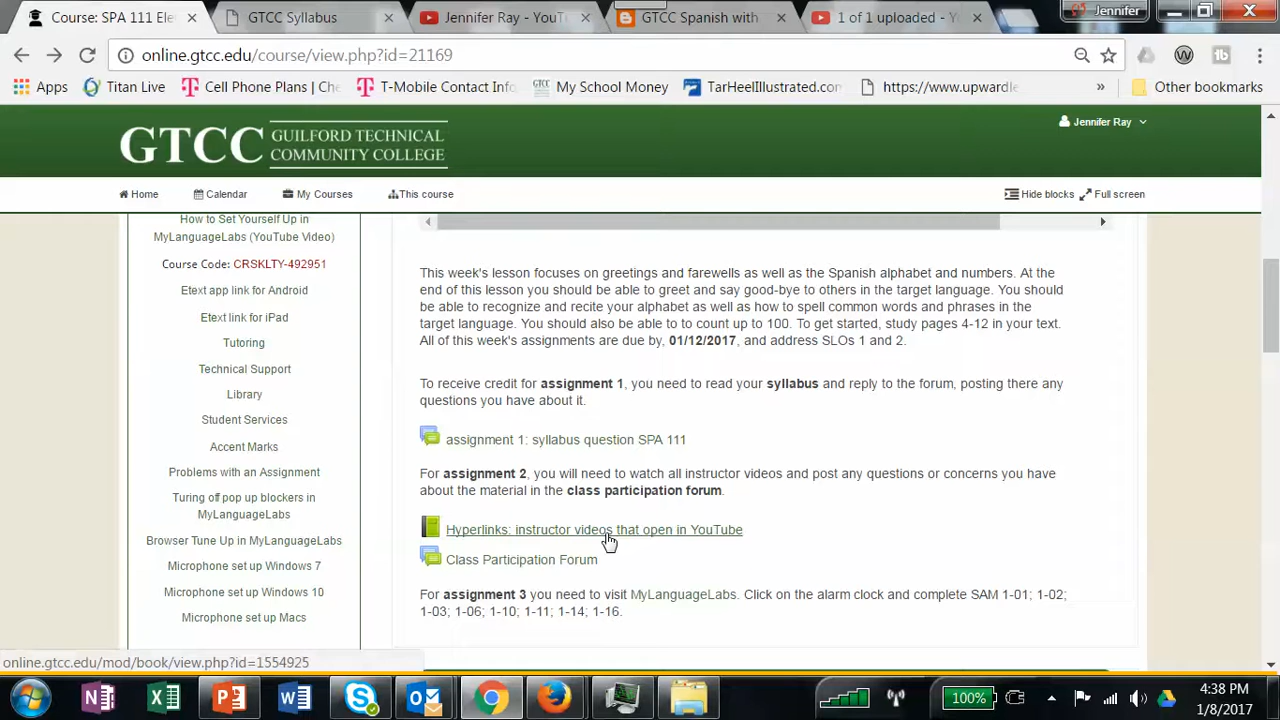 Course: SPA 111 Ele
GTCC Syllabus
Jennifer Ray - YouT
GTCC Spanish with
1 of 1 uploaded - Y
Jennifer
online.gtcc.edu/course/view.php?id=21169
Apps
Titan Live
Cell Phone Plans | Che
T-Mobile Contact Info
My School Money
TarHeelIllustrated.com
https://www.upwardle
»
Other bookmarks
GTCC
GUILFORD TECHNICAL
COMMUNITY COLLEGE
Jennifer Ray
Home
Calendar
My Courses
This course
Hide blocks
Full screen
How to Set Yourself Up in
MyLanguageLabs (YouTube Video)
Course Code: CRSKLTY-492951
Etext app link for Android
Etext link for iPad
Tutoring
Technical Support
Library
Student Services
Accent Marks
Problems with an Assignment
Turing off pop up blockers in
MyLanguageLabs
Browser Tune Up in MyLanguageLabs
Microphone set up Windows 7
Microphone set up Windows 10
Microphone set up Macs
This week's lesson focuses on greetings and farewells as well as the Spanish alphabet and numbers. At the
end of this lesson you should be able to greet and say good-bye to others in the target language. You should
be able to recognize and recite your alphabet as well as how to spell common words and phrases in the
target language. You should also be able to to count up to 100. To get started, study pages 4-12 in your text.
All of this week's assignments are due by, 01/12/2017, and address SLOs 1 and 2.
To receive credit for assignment 1, you need to read your syllabus and reply to the forum, posting there any
questions you have about it.
assignment 1: syllabus question SPA 111
For assignment 2, you will need to watch all instructor videos and post any questions or concerns you have
about the material in the class participation forum.
Hyperlinks: instructor videos that open in YouTube
Class Participation Forum
For assignment 3 you need to visit MyLanguageLabs. Click on the alarm clock and complete SAM 1-01; 1-02;
1-03; 1-06; 1-10; 1-11; 1-14; 1-16.
online.gtcc.edu/mod/book/view.php?id=1554925
100%
4:38 PM
1/8/2017